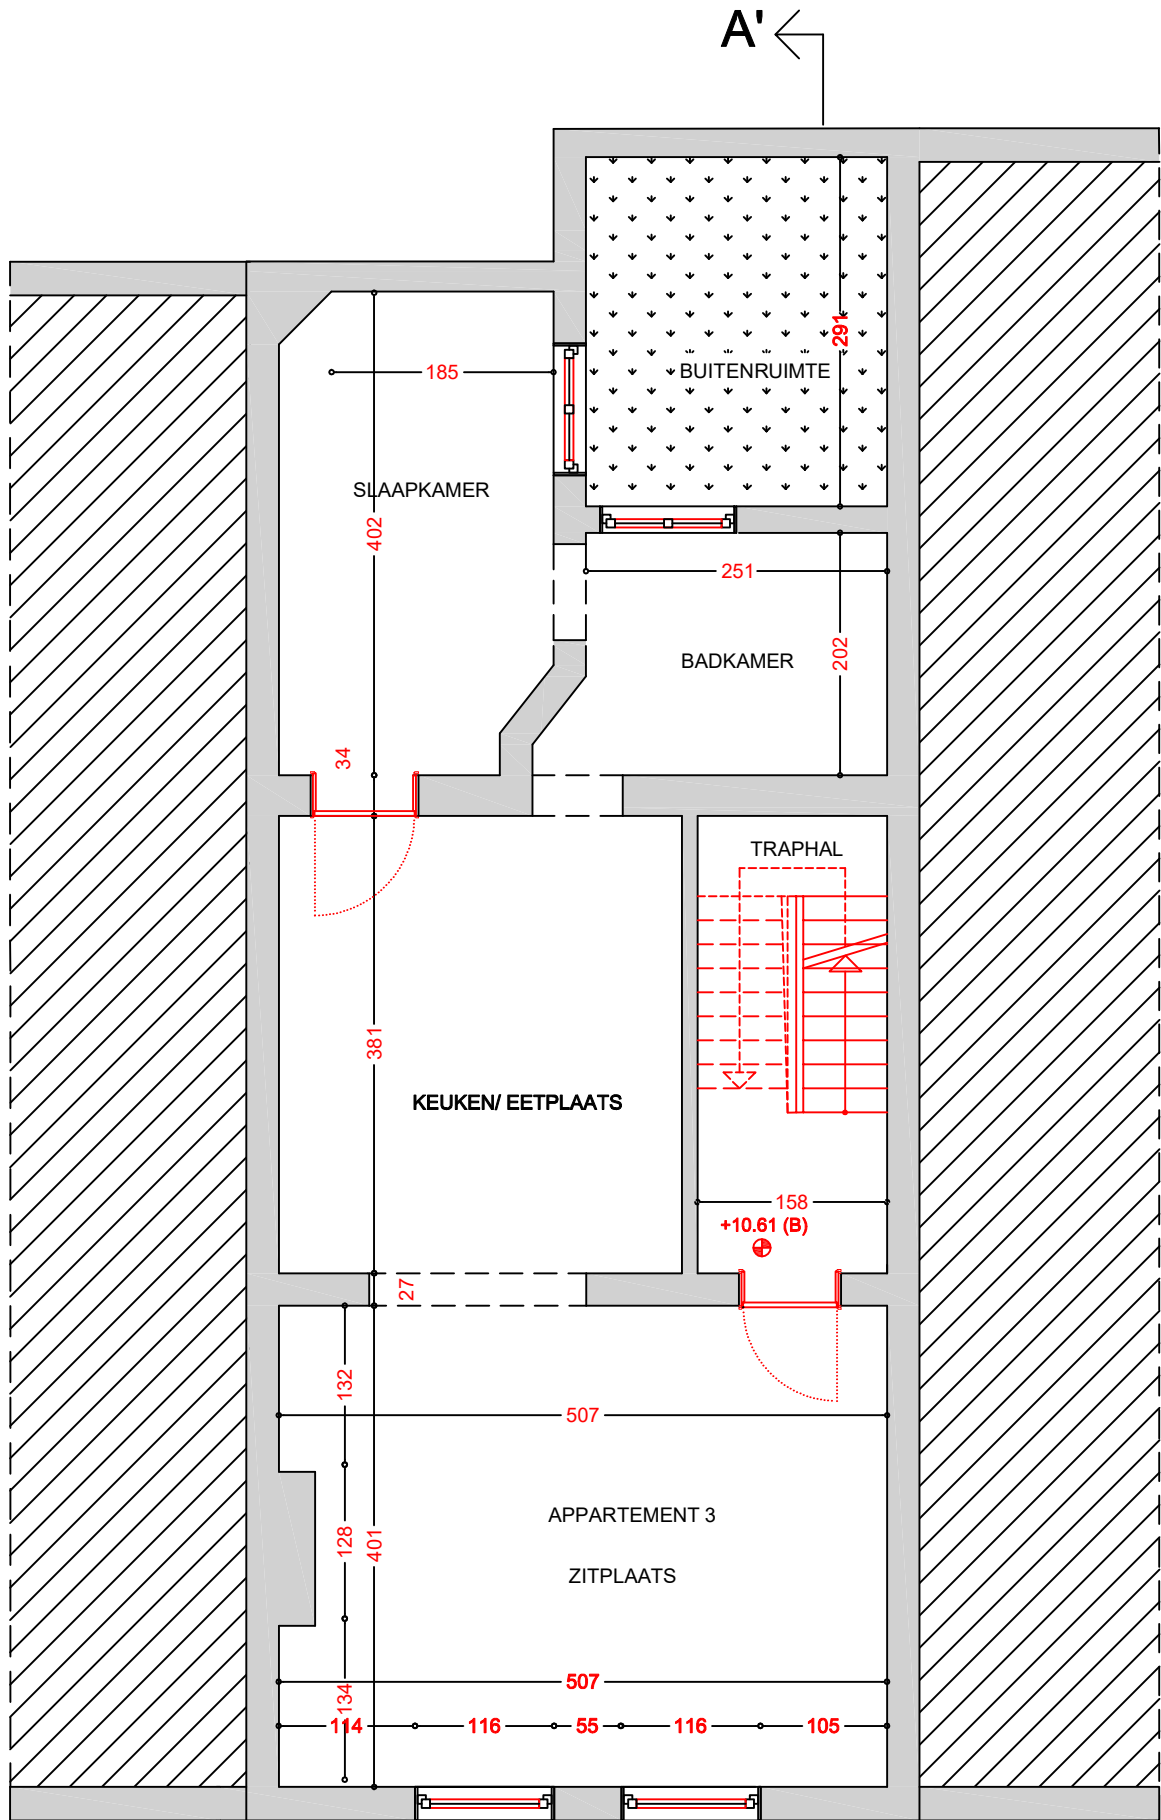 A'
291
BUITENRUIMTE
185
SLAAPKAMER
402
251
202
BADKAMER
34
TRAPHAL
381
KEUKEN/ EETPLAATS
158
+10.61 (B)
27
132
507
APPARTEMENT 3
128
401
ZITPLAATS
507
134
114
116
55
116
105